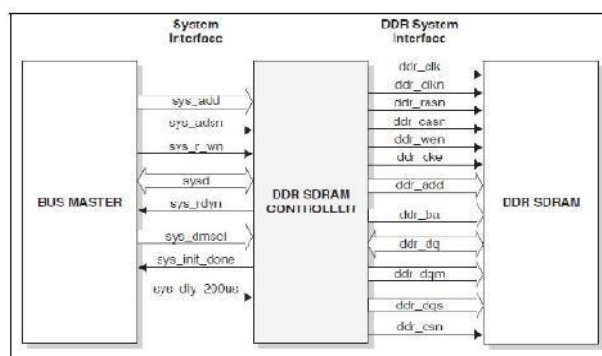 System
Interface
DDR System
Interface
BUS MASTER
sys_add
sys_adsn
sys_r_wn
sysd
sys_rdyn
sys_dmsel
sys_init_done
sys_dly_200us
DDR SDRAM
CONTROLLER
ddr_clk
ddr_clkn
ddr_rasn
ddr_casn
ddr_wen
ddr_cke
ddr_add
ddr_ba
ddr_dq
ddr_dqm
ddr_dqs
ddr_csn
DDR SDRAM